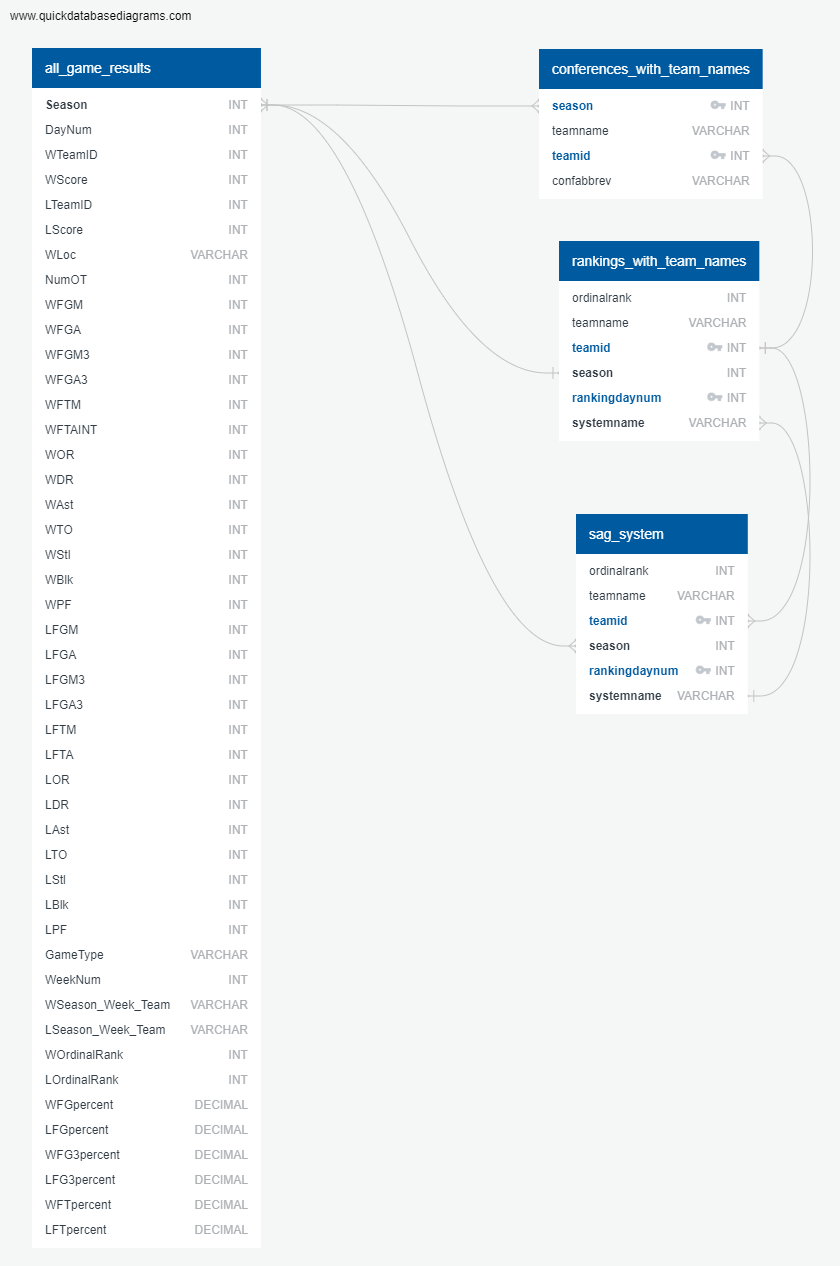 www.quickdatabasediagrams.com
all_game_results
Season INT
DayNum INT
WTeamID INT
WScore INT
LTeamID INT
LScore INT
WLoc VARCHAR
NumOT INT
WFGM INT
WFGA INT
WFGM3 INT
WFGA3 INT
WFTM INT
WFTAINT INT
WOR INT
WDR INT
WAst INT
WTO INT
WStl INT
WBlk INT
WPF INT
LFGM INT
LFGA INT
LFGM3 INT
LFGA3 INT
LFTM INT
LFTA INT
LOR INT
LDR INT
LAst INT
LTO INT
LStl INT
LBlk INT
LPF INT
GameType VARCHAR
WeekNum INT
WSeason_Week_Team VARCHAR
LSeason_Week_Team VARCHAR
WOrdinalRank INT
LOrdinalRank INT
WFGpercent DECIMAL
LFGpercent DECIMAL
WFG3percent DECIMAL
LFG3percent DECIMAL
WFTpercent DECIMAL
LFTpercent DECIMAL
conferences_with_team_names
season INT
teamname VARCHAR
teamid INT
confabbrev VARCHAR
rankings_with_team_names
ordinalrank INT
teamname VARCHAR
teamid INT
season INT
rankingdaynum INT
systemname VARCHAR
sag_system
ordinalrank INT
teamname VARCHAR
teamid INT
season INT
rankingdaynum INT
systemname VARCHAR